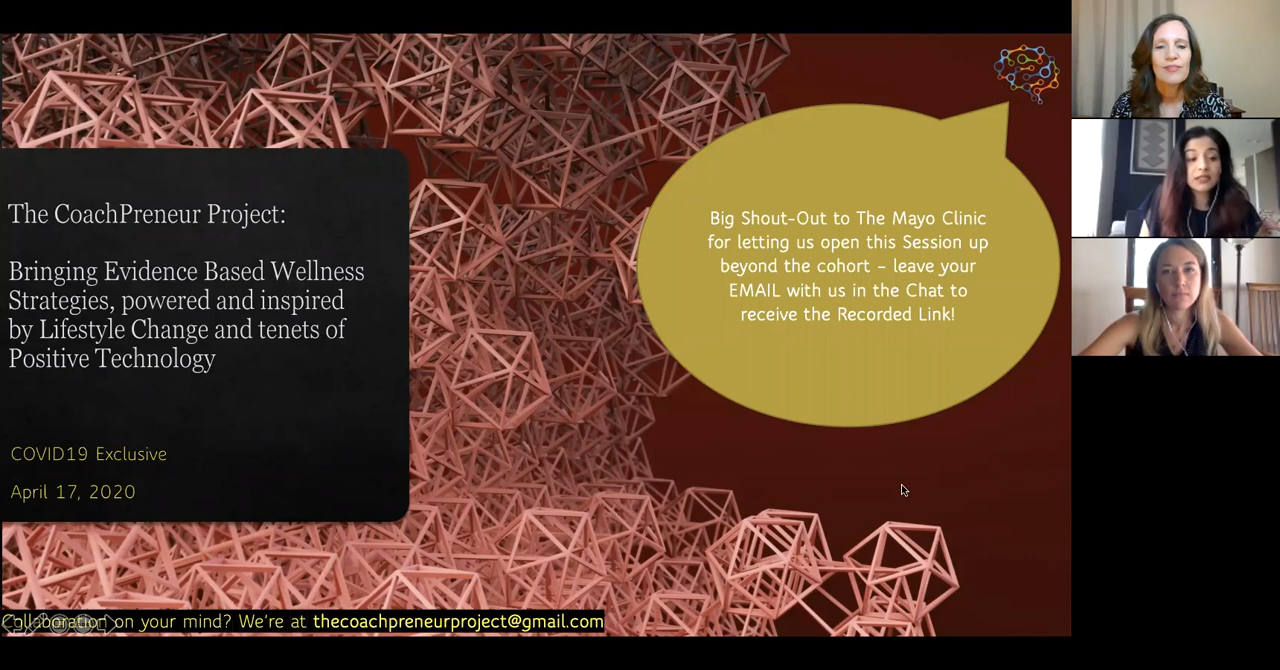 The CoachPreneur Project:
Bringing Evidence Based Wellness
Strategies, powered and inspired
by Lifestyle Change and tenets of
Positive Technology
COVID19 Exclusive
April 17, 2020
Big Shout-Out to The Mayo Clinic
for letting us open this Session up
beyond the cohort – leave your
EMAIL with us in the Chat to
receive the Recorded Link!
Collaboration on your mind? We're at thecoachpreneurproject@gmail.com